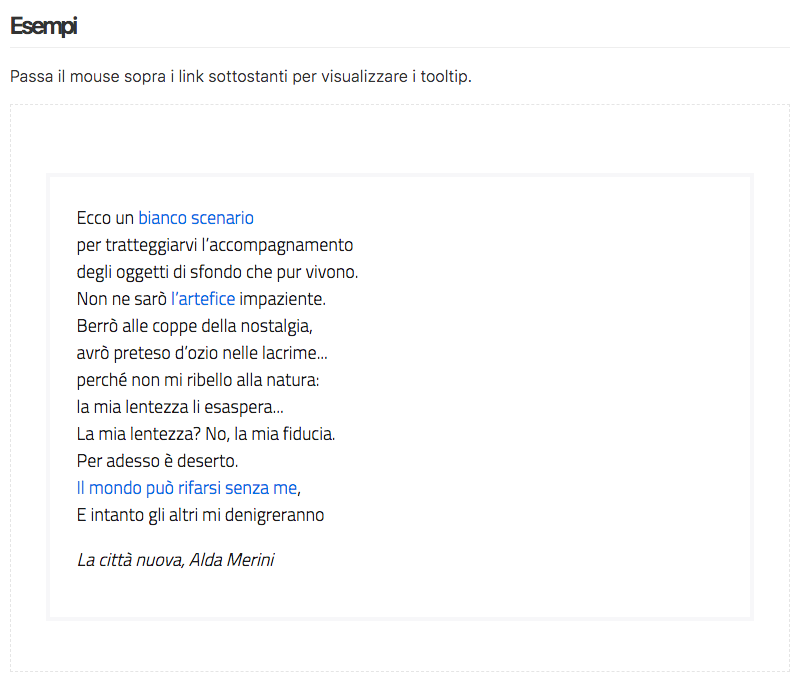 Esempi
Passa il mouse sopra i link sottostanti per visualizzare i tooltip.
Ecco un bianco scenario
per tratteggiarvi l’accompagnamento
degli oggetti di sfondo che pur vivono.
Non ne sarò l’artefice impaziente.
Berrò alle coppe della nostalgia,
avrò preteso d’ozio nelle lacrime...
perché non mi ribello alla natura:
la mia lentezza li esaspera...
La mia lentezza? No, la mia fiducia.
Per adesso è deserto.
Il mondo può rifarsi senza me,
E intanto gli altri mi denigreranno
La città nuova, Alda Merini